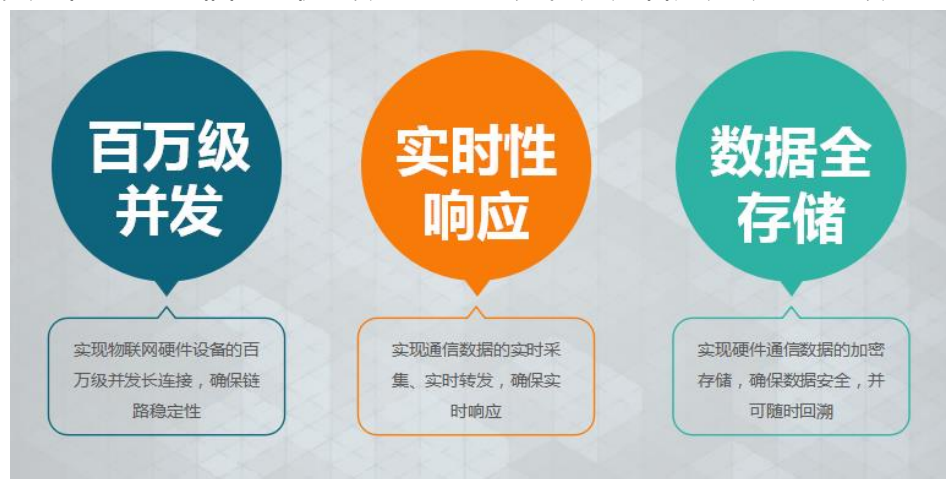 百万级
并发
实时性
响应
数据全
存储
实现物联网硬件设备的百
万级并发长连接，确保链
路稳定性
实现通信数据的实时采
集、实时转发，确保实
时响应
实现硬件通信数据的加密
存储，确保数据安全，并
可随时回溯